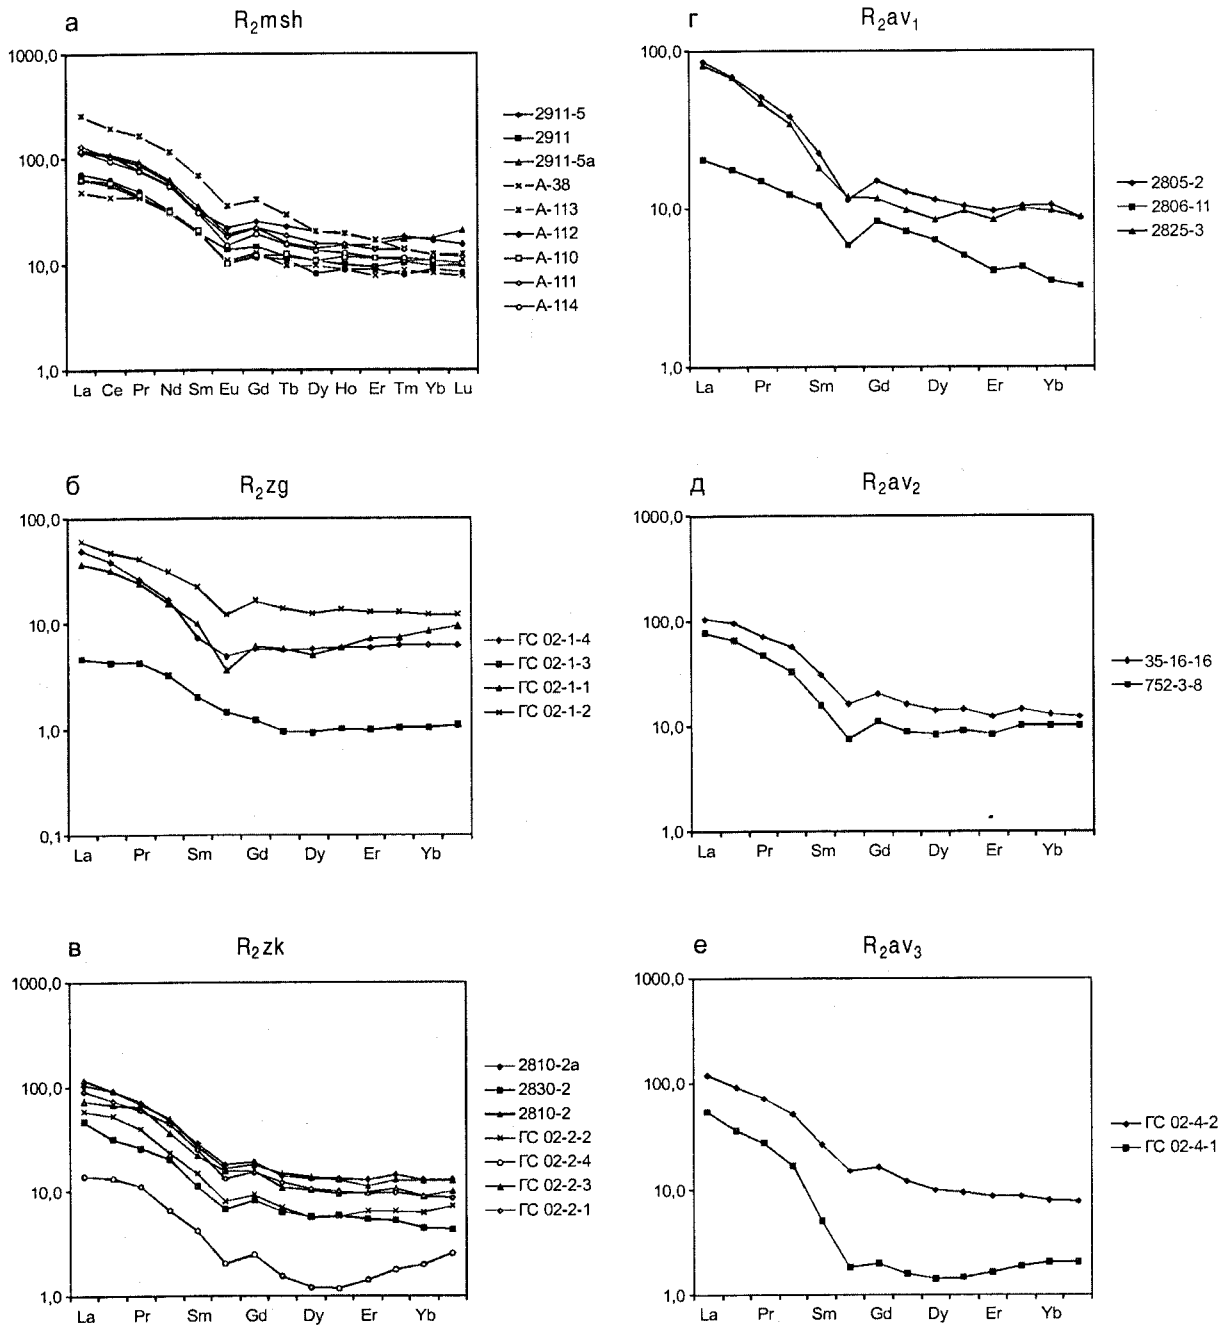 а
R₂msh
1000,0
100,0
10,0
1,0
La Ce Pr Nd Sm Eu Gd Tb Dy Ho Er Tm Yb Lu
2911-5
2911
2911-5a
A-38
A-113
A-112
A-110
A-111
A-114
г
R₂av₁
100,0
10,0
1,0
La Pr Sm Gd Dy Er Yb
2805-2
2806-11
2825-3
б
R₂zg
100,0
10,0
1,0
0,1
La Pr Sm Gd Dy Er Yb
ГС 02-1-4
ГС 02-1-3
ГС 02-1-1
ГС 02-1-2
д
R₂av₂
1000,0
100,0
10,0
1,0
La Pr Sm Gd Dy Er Yb
35-16-16
752-3-8
в
R₂zk
1000,0
100,0
10,0
1,0
La Pr Sm Gd Dy Er Yb
2810-2a
2830-2
2810-2
ГС 02-2-2
ГС 02-2-4
ГС 02-2-3
ГС 02-2-1
е
R₂av₃
1000,0
100,0
10,0
1,0
La Pr Sm Gd Dy Er Yb
ГС 02-4-2
ГС 02-4-1